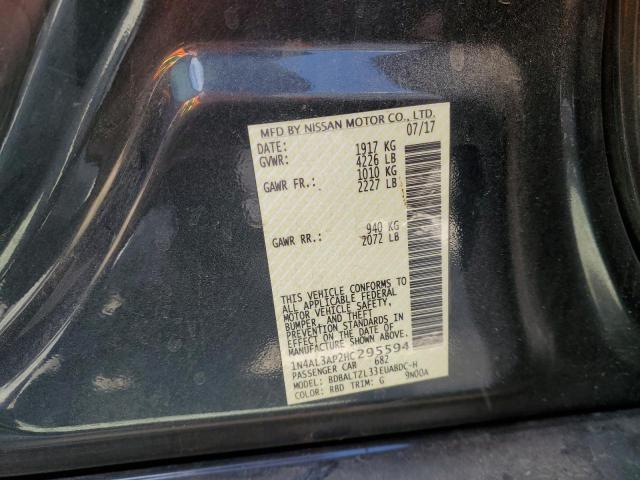 MFD BY NISSAN MOTOR CO., LTD.
DATE: 07/17
GVWR: 1917 KG
4226 LB
GAWR FR.: 1010 KG
2227 LB
GAWR RR.: 940 KG
2072 LB
THIS VEHICLE CONFORMS TO
ALL APPLICABLE FEDERAL
MOTOR VEHICLE SAFETY,
BUMPER, AND THEFT
PREVENTION STANDARDS IN
EFFECT ON THE DATE OF
MANUFACTURE SHOWN ABOVE.
1N4AL3AP2HC295594
PASSENGER CAR 682
MODEL: BDBALTZL33EUA8DC-H
COLOR: RBD TRIM: G 9N00A